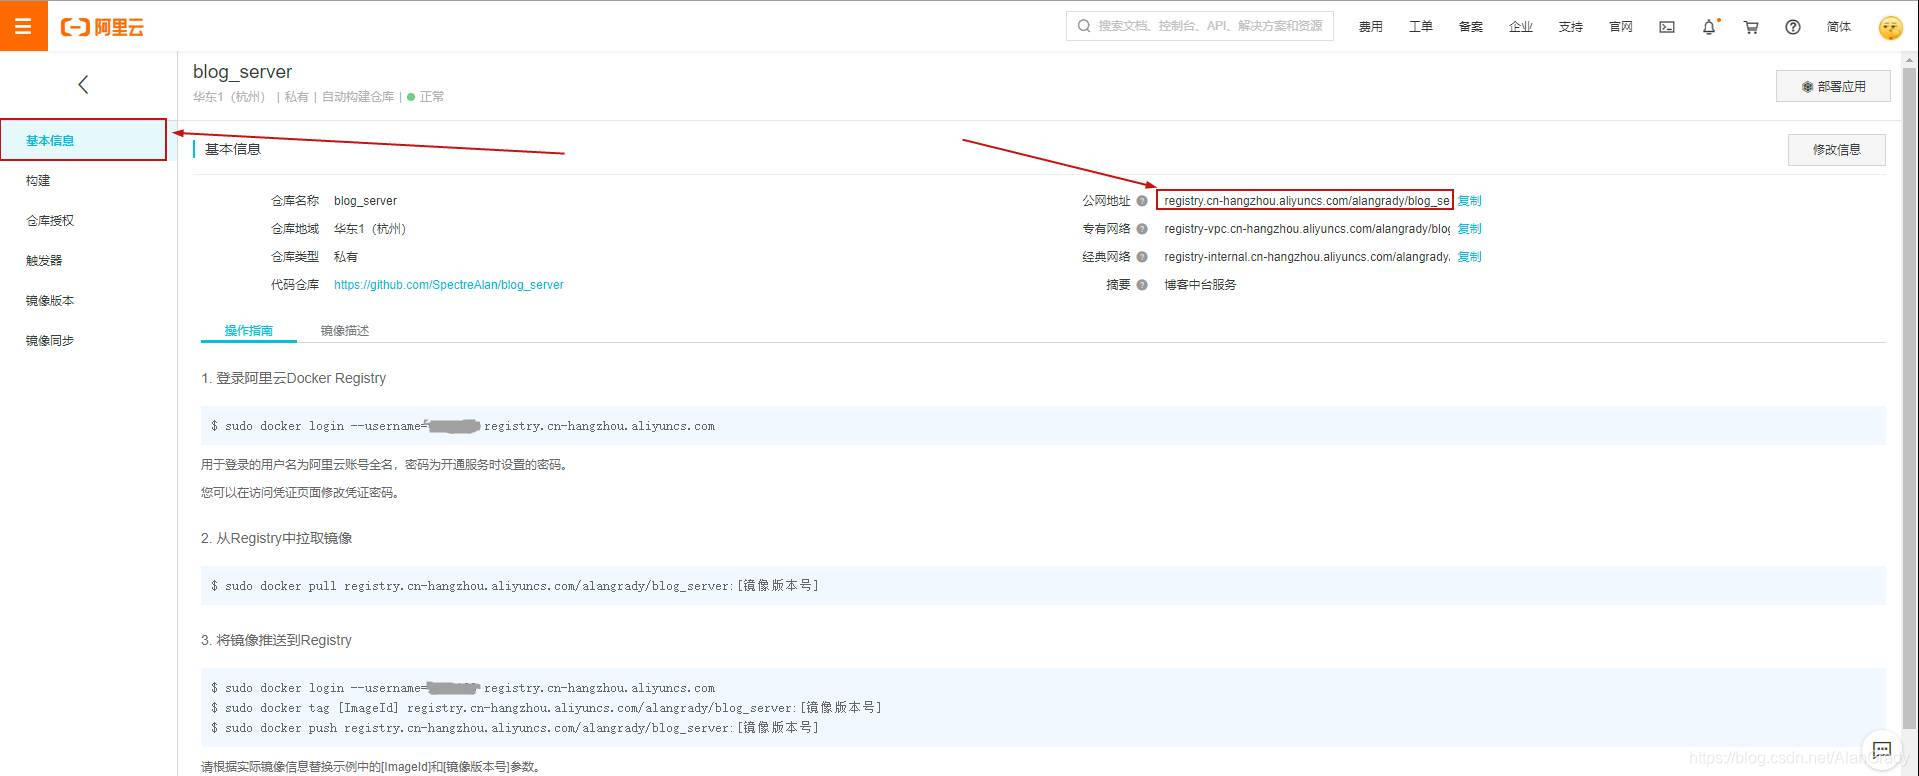 阿里云
搜索文档、控制台、API、解决方案和资源 费用 工单 备案 企业 支持 官网 简体
blog_server
华东1（杭州） | 私有 | 自动构建仓库 | 正常
部署应用
基本信息
构建
仓库授权
触发器
镜像版本
镜像同步
基本信息
修改信息
仓库名称 blog_server
仓库地域 华东1（杭州）
仓库类型 私有
代码仓库 https://github.com/SpectreAlan/blog_server
公网地址 registry.cn-hangzhou.aliyuncs.com/alangrady/blog_se 复制
专有网络 registry-vpc.cn-hangzhou.aliyuncs.com/alangrady/blog 复制
经典网络 registry-internal.cn-hangzhou.aliyuncs.com/alangrady. 复制
摘要 博客中台服务
操作指南 镜像描述
1. 登录阿里云Docker Registry
$ sudo docker login --username= registry.cn-hangzhou.aliyuncs.com
用于登录的用户名为阿里云账号全名，密码为开通服务时设置的密码。
您可以在访问凭证页面修改凭证密码。
2. 从Registry中拉取镜像
$ sudo docker pull registry.cn-hangzhou.aliyuncs.com/alangrady/blog_server:[镜像版本号]
3. 将镜像推送到Registry
$ sudo docker login --username= registry.cn-hangzhou.aliyuncs.com
$ sudo docker tag [ImageId] registry.cn-hangzhou.aliyuncs.com/alangrady/blog_server:[镜像版本号]
$ sudo docker push registry.cn-hangzhou.aliyuncs.com/alangrady/blog_server:[镜像版本号]
请根据实际镜像信息替换示例中的[ImageId]和[镜像版本号]参数。
https://blog.csdn.net/AlanGrady